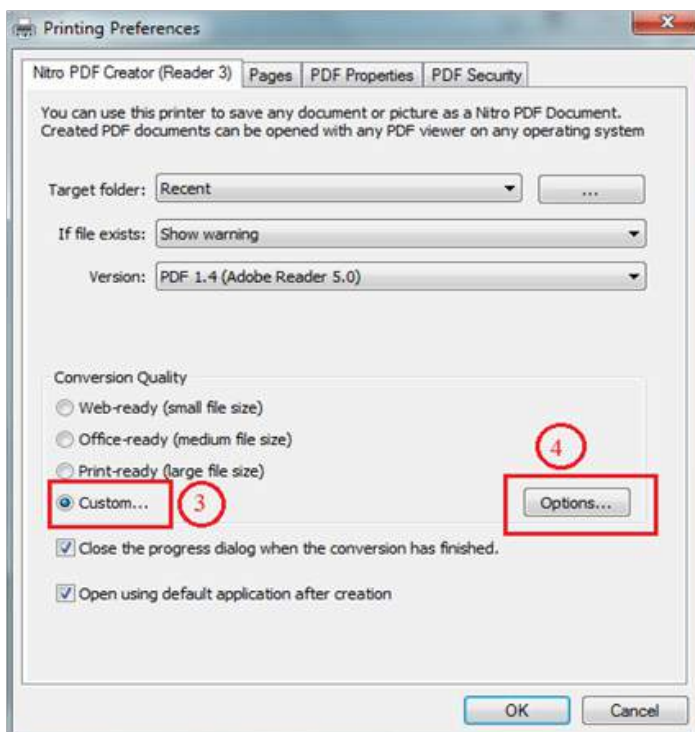 Printing Preferences
Nitro PDF Creator (Reader 3) Pages PDF Properties PDF Security
You can use this printer to save any document or picture as a Nitro PDF Document.
Created PDF documents can be opened with any PDF viewer on any operating system
Target folder: Recent ...
If file exists: Show warning
Version: PDF 1.4 (Adobe Reader 5.0)
Conversion Quality
Web-ready (small file size)
Office-ready (medium file size)
4
Print-ready (large file size)
Custom... 3 Options...
Close the progress dialog when the conversion has finished.
Open using default application after creation
OK Cancel